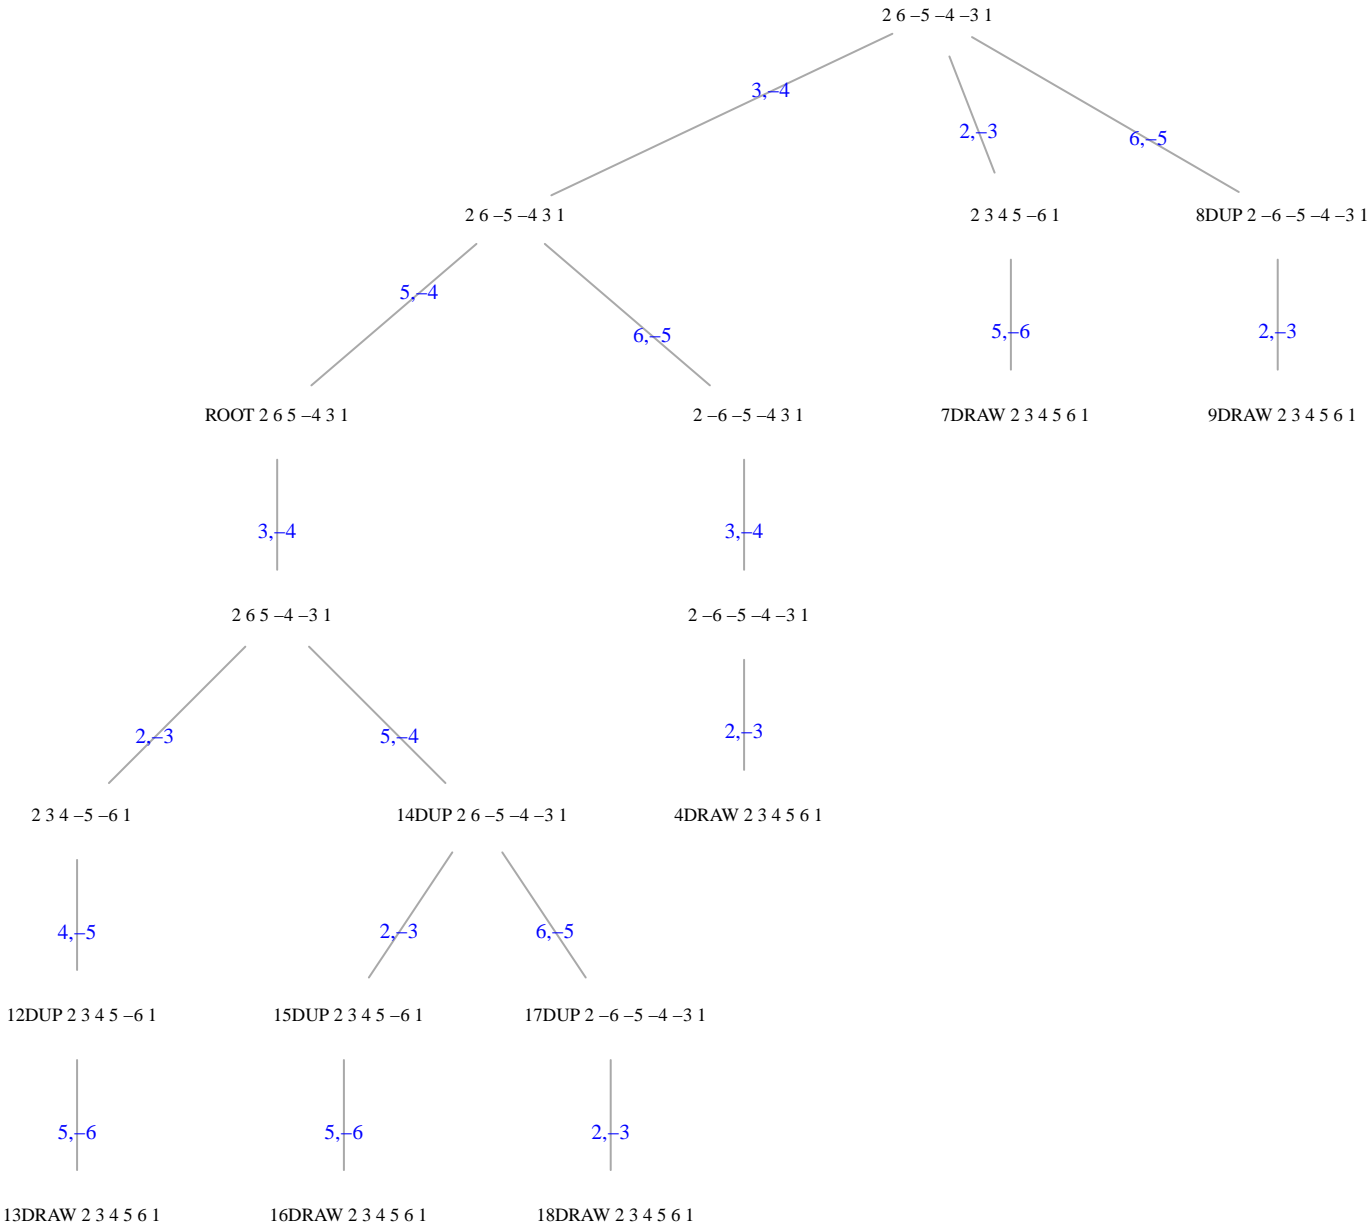 2 6 –5 –4 –3 1
3,–4
2,–3
6,–5
2 6 –5 –4 3 1
2 3 4 5 –6 1
8DUP 2 –6 –5 –4 –3 1
5,–4
6,–5
5,–6
2,–3
ROOT 2 6 5 –4 3 1
2 –6 –5 –4 3 1
7DRAW 2 3 4 5 6 1
9DRAW 2 3 4 5 6 1
3,–4
3,–4
2 6 5 –4 –3 1
2 –6 –5 –4 –3 1
2,–3
5,–4
2,–3
2 3 4 –5 –6 1
14DUP 2 6 –5 –4 –3 1
4DRAW 2 3 4 5 6 1
4,–5
2,–3
6,–5
12DUP 2 3 4 5 –6 1
15DUP 2 3 4 5 –6 1
17DUP 2 –6 –5 –4 –3 1
5,–6
5,–6
2,–3
13DRAW 2 3 4 5 6 1
16DRAW 2 3 4 5 6 1
18DRAW 2 3 4 5 6 1